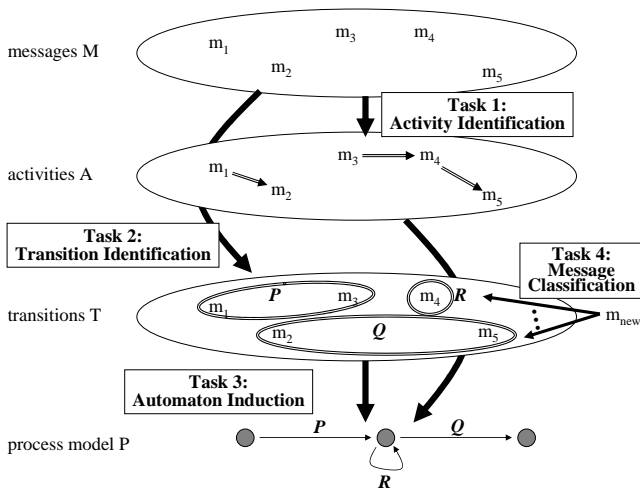 messages M
m1
m2
m3
m4
m5
Task 1:
Activity Identification
activities A
m1
m2
m3
m4
m5
Task 2:
Transition Identification
Task 4:
Message
Classification
transitions T
P
m1
m3
m4
R
m2
Q
m5
mnew
Task 3:
Automaton Induction
process model P
P
Q
R